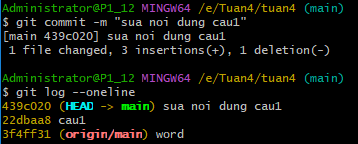 Administrator@P1_12 MINGW64 /e/Tuan4/tuan4 (main)
$ git commit -m "sua noi dung cau1"
[main 439c020] sua noi dung cau1
 1 file changed, 3 insertions(+), 1 deletion(-)

Administrator@P1_12 MINGW64 /e/Tuan4/tuan4 (main)
$ git log --oneline
439c020 (HEAD -> main) sua noi dung cau1
22dbaa8 cau1
3f4ff31 (origin/main) word